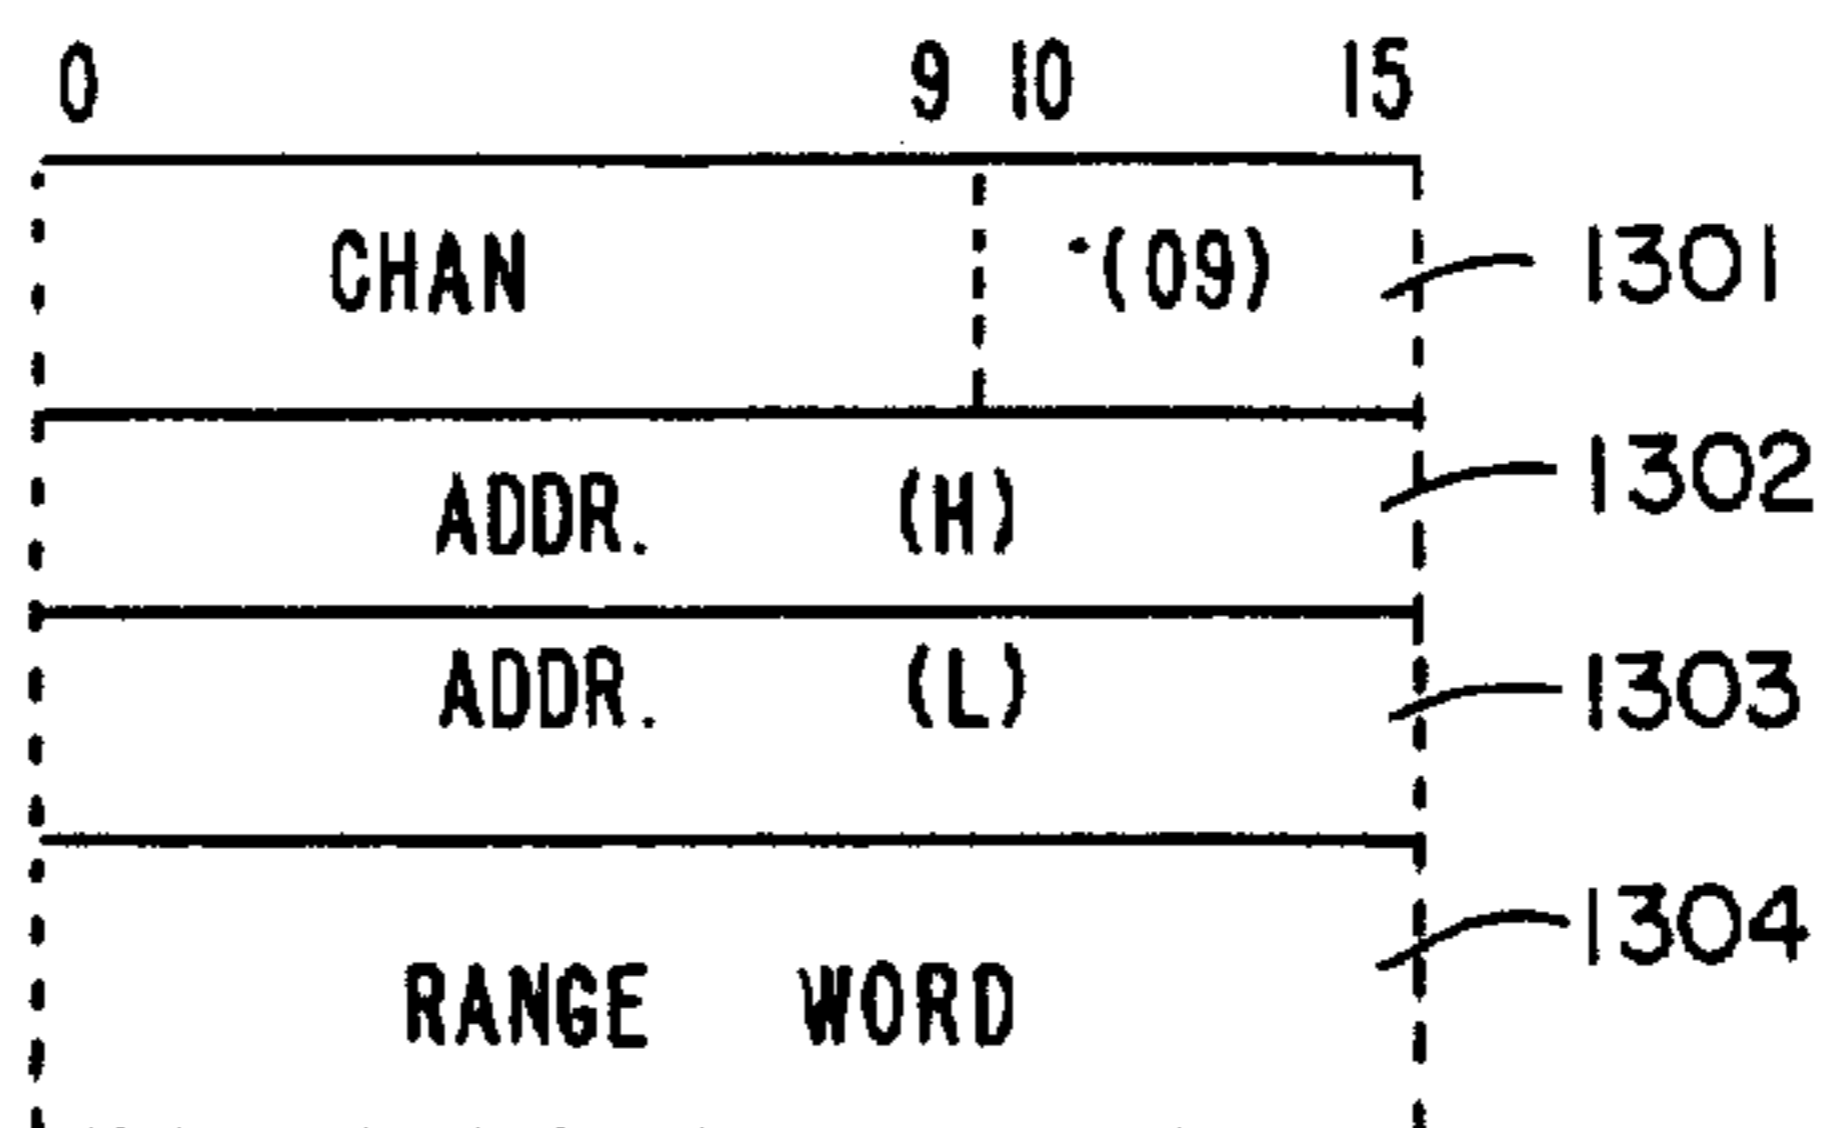 0 9 10 15
CHAN (09) 1301
ADDR. (H) 1302
ADDR. (L) 1303
RANGE WORD 1304